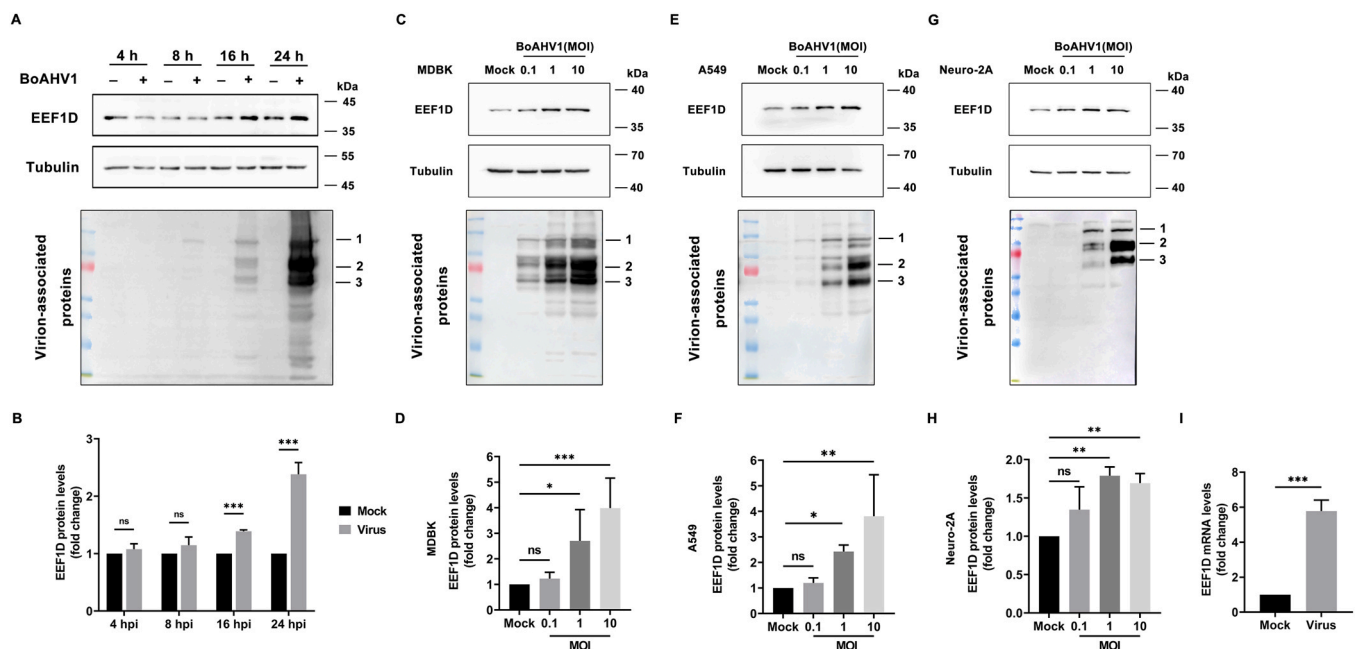 A
4 h 8 h 16 h 24 h
BoAHV1 – + – + – + – +
kDa
EEF1D
45
35
Tubulin
55
45
Virion-associated
proteins
1
2
3
C
BoAHV1(MOI)
MDBK Mock 0.1 1 10 kDa
EEF1D
40
35
Tubulin
70
40
Virion-associated
proteins
1
2
3
E
BoAHV1(MOI)
A549 Mock 0.1 1 10 kDa
EEF1D
40
35
Tubulin
70
40
Virion-associated
proteins
1
2
3
G
BoAHV1(MOI)
Neuro-2A Mock 0.1 1 10 kDa
EEF1D
40
35
Tubulin
70
40
Virion-associated
proteins
1
2
3
B
EEF1D protein levels
(fold change)
3
2
1
0
ns
ns
***
***
4 hpi 8 hpi 16 hpi 24 hpi
Mock
Virus
D
MDBK
EEF1D protein levels
(fold change)
6
5
4
3
2
1
0
***
*
ns
Mock 0.1 1 10
MOI
F
A549
EEF1D protein levels
(fold change)
6
5
4
3
2
1
0
**
*
ns
Mock 0.1 1 10
MOI
H
Neuro-2A
EEF1D protein levels
(fold change)
2.0
1.5
1.0
0.5
0.0
**
**
ns
Mock 0.1 1 10
MOI
I
EEF1D mRNA levels
(fold change)
8
6
4
2
0
***
Mock Virus